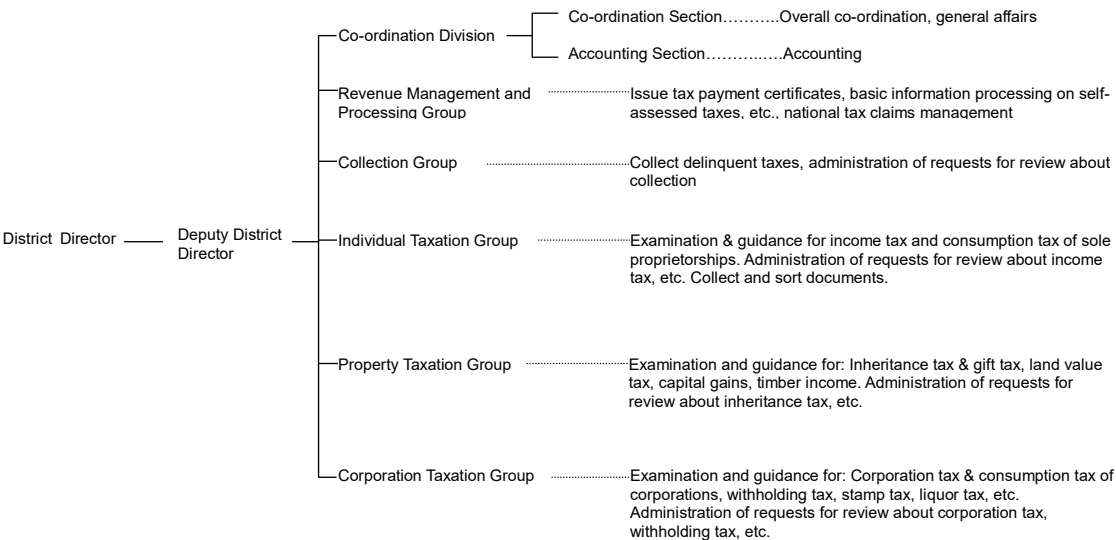 Co-ordination Section………..Overall co-ordination, general affairs
Co-ordination Division
Accounting Section………..….Accounting
Revenue Management and
Processing Group
Issue tax payment certificates, basic information processing on self-
assessed taxes, etc., national tax claims management
Collection Group
Collect delinquent taxes, administration of requests for review about
collection
District Director
Deputy District
Director
Individual Taxation Group
Examination & guidance for income tax and consumption tax of sole
proprietorships. Administration of requests for review about income
tax, etc. Collect and sort documents.
Property Taxation Group
Examination and guidance for: Inheritance tax & gift tax, land value
tax, capital gains, timber income. Administration of requests for
review about inheritance tax, etc.
Corporation Taxation Group
Examination and guidance for: Corporation tax & consumption tax of
corporations, withholding tax, stamp tax, liquor tax, etc.
Administration of requests for review about corporation tax,
withholding tax, etc.